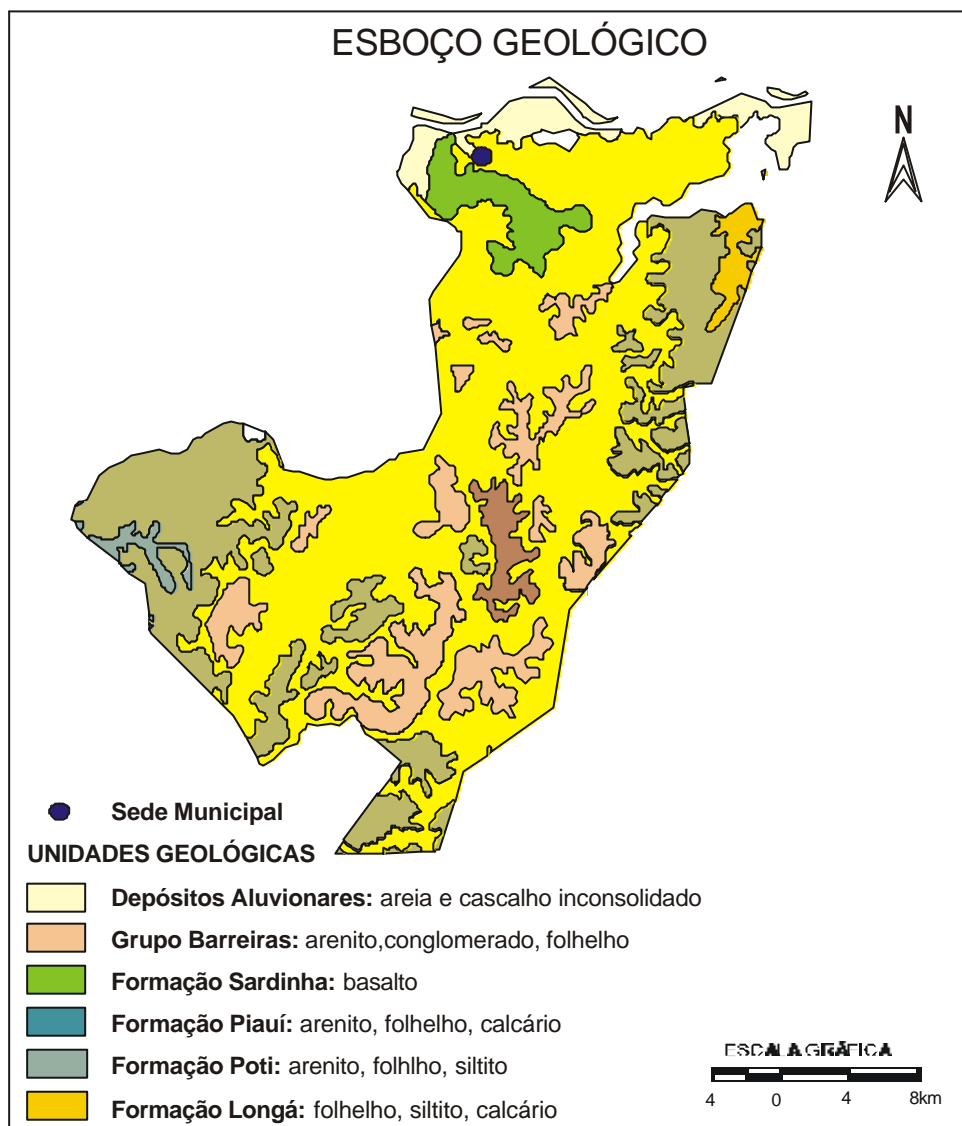 ESBOÇO GEOLÓGICO
N
Sede Municipal
UNIDADES GEOLÓGICAS
Depósitos Aluvionares: areia e cascalho inconsolidado
Grupo Barreiras: arenito,conglomerado, folhelho
Formação Sardinha: basalto
Formação Piauí: arenito, folhelho, calcário
Formação Poti: arenito, folhlho, siltito
Formação Longá: folhelho, siltito, calcário
ESCALA GRÁFICA
4 0 4 8km